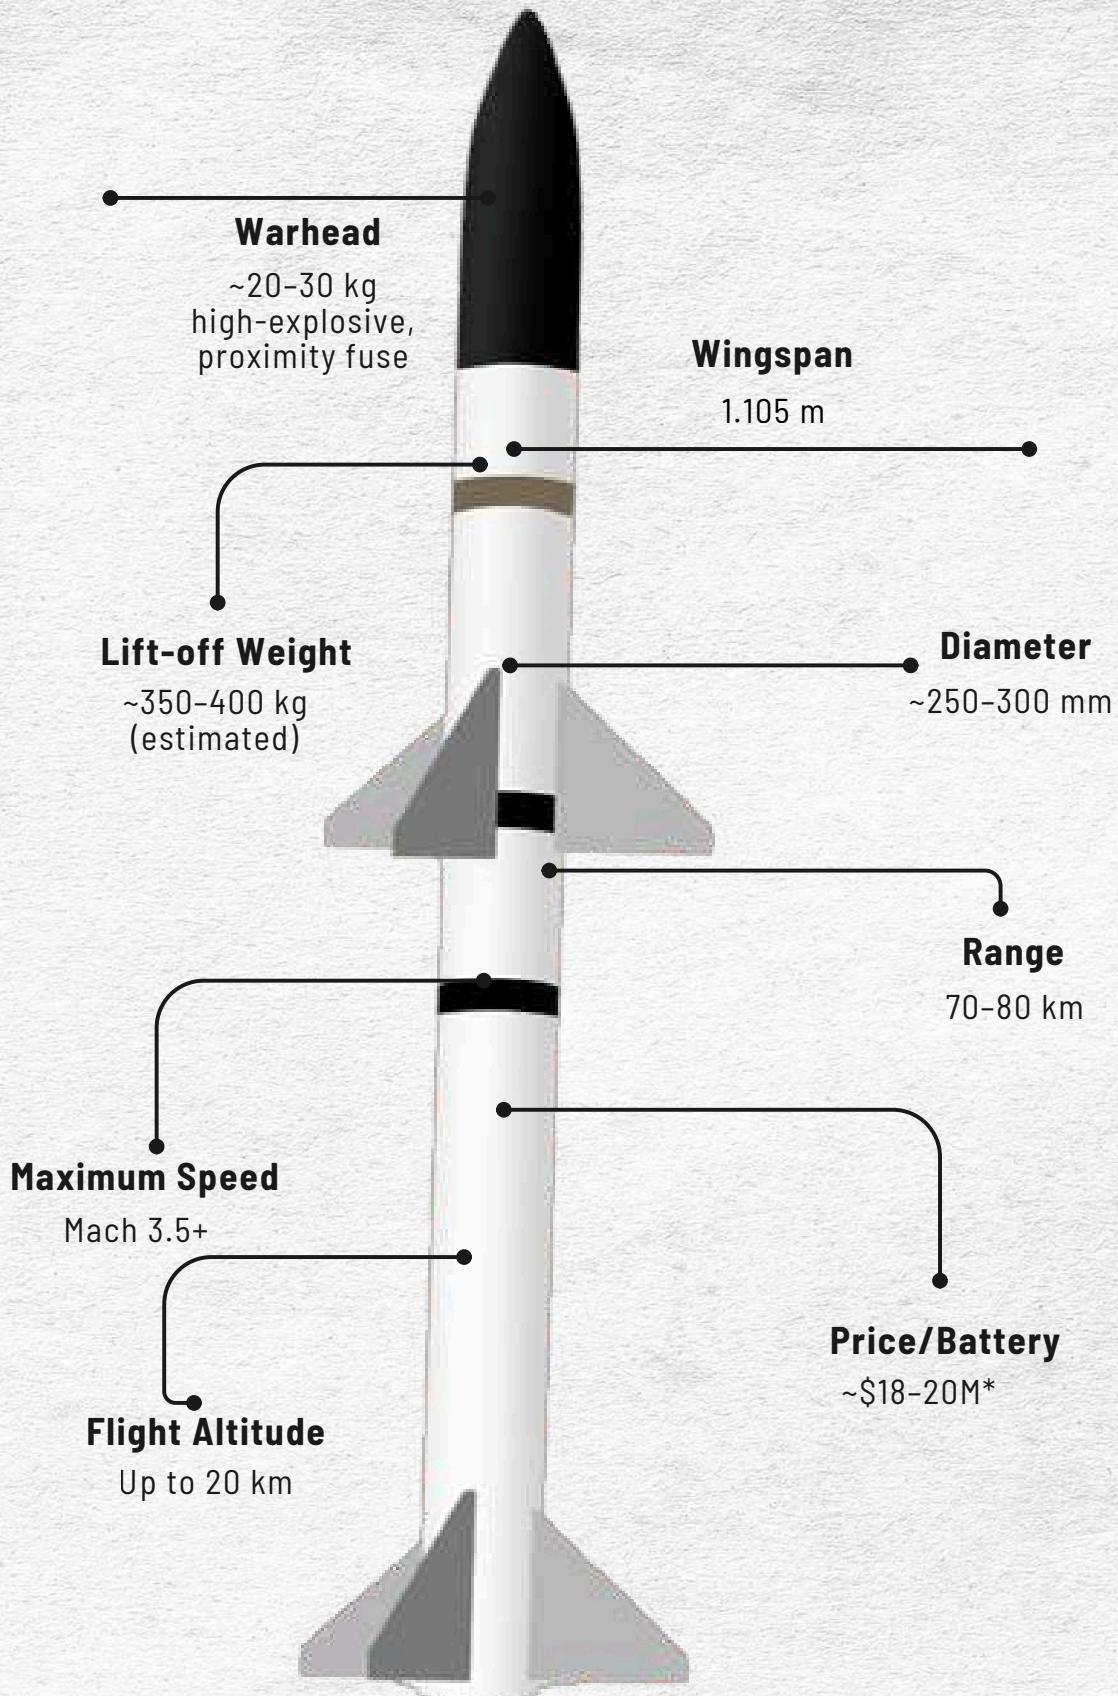 Warhead
~20–30 kg
high-explosive,
proximity fuse
Wingspan
1.105 m
Lift-off Weight
~350–400 kg
(estimated)
Diameter
~250–300 mm
Range
70–80 km
Maximum Speed
Mach 3.5+
Price/Battery
~$18–20M*
Flight Altitude
Up to 20 km